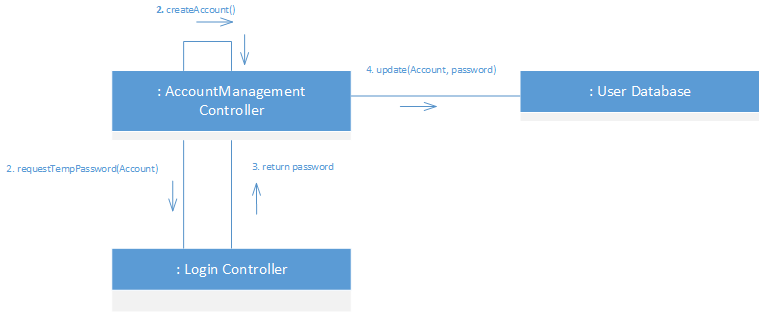 2. createAccount()
4. update(Account, password)
: AccountManagement
Controller
: User Database
2. requestTempPassword(Account)
3. return password
: Login Controller